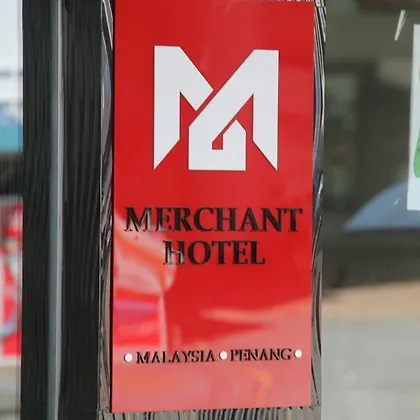 MERCHANT
HOTEL
• MALAYSIA • PENANG •